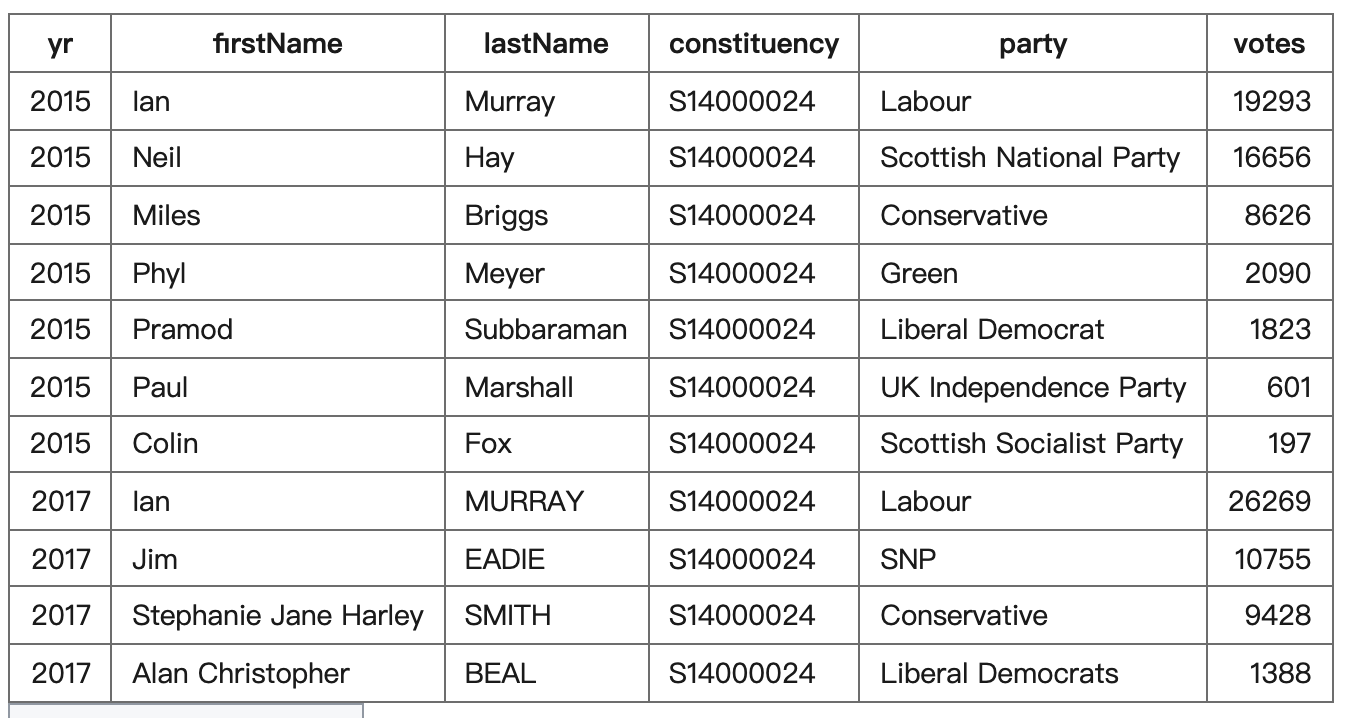 yr firstName lastName constituency party votes
2015 Ian Murray S14000024 Labour 19293
2015 Neil Hay S14000024 Scottish National Party 16656
2015 Miles Briggs S14000024 Conservative 8626
2015 Phyl Meyer S14000024 Green 2090
2015 Pramod Subbaraman S14000024 Liberal Democrat 1823
2015 Paul Marshall S14000024 UK Independence Party 601
2015 Colin Fox S14000024 Scottish Socialist Party 197
2017 Ian MURRAY S14000024 Labour 26269
2017 Jim EADIE S14000024 SNP 10755
2017 Stephanie Jane Harley SMITH S14000024 Conservative 9428
2017 Alan Christopher BEAL S14000024 Liberal Democrats 1388